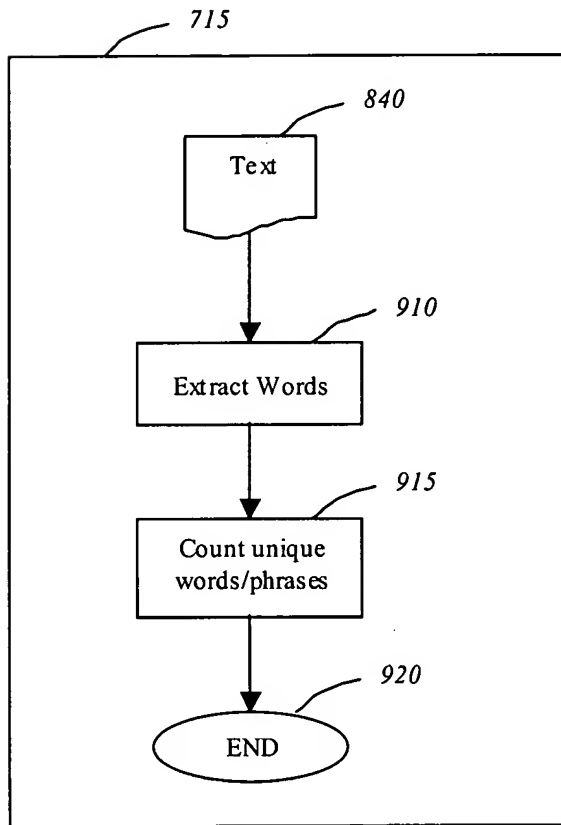 715
840
Text
910
Extract Words
915
Count unique
words/phrases
920
END